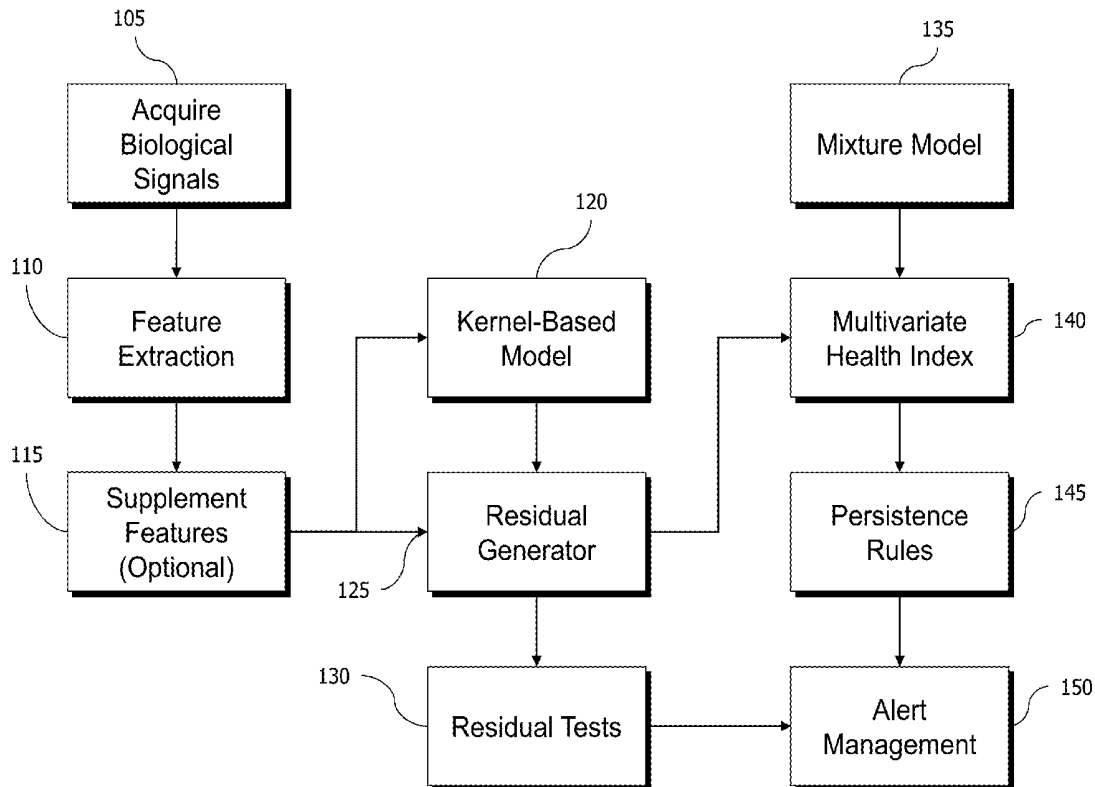 105
Acquire
Biological
Signals
110
Feature
Extraction
115
Supplement
Features
(Optional)
120
Kernel-Based
Model
125
Residual
Generator
130
Residual Tests
135
Mixture Model
140
Multivariate
Health Index
145
Persistence
Rules
150
Alert
Management